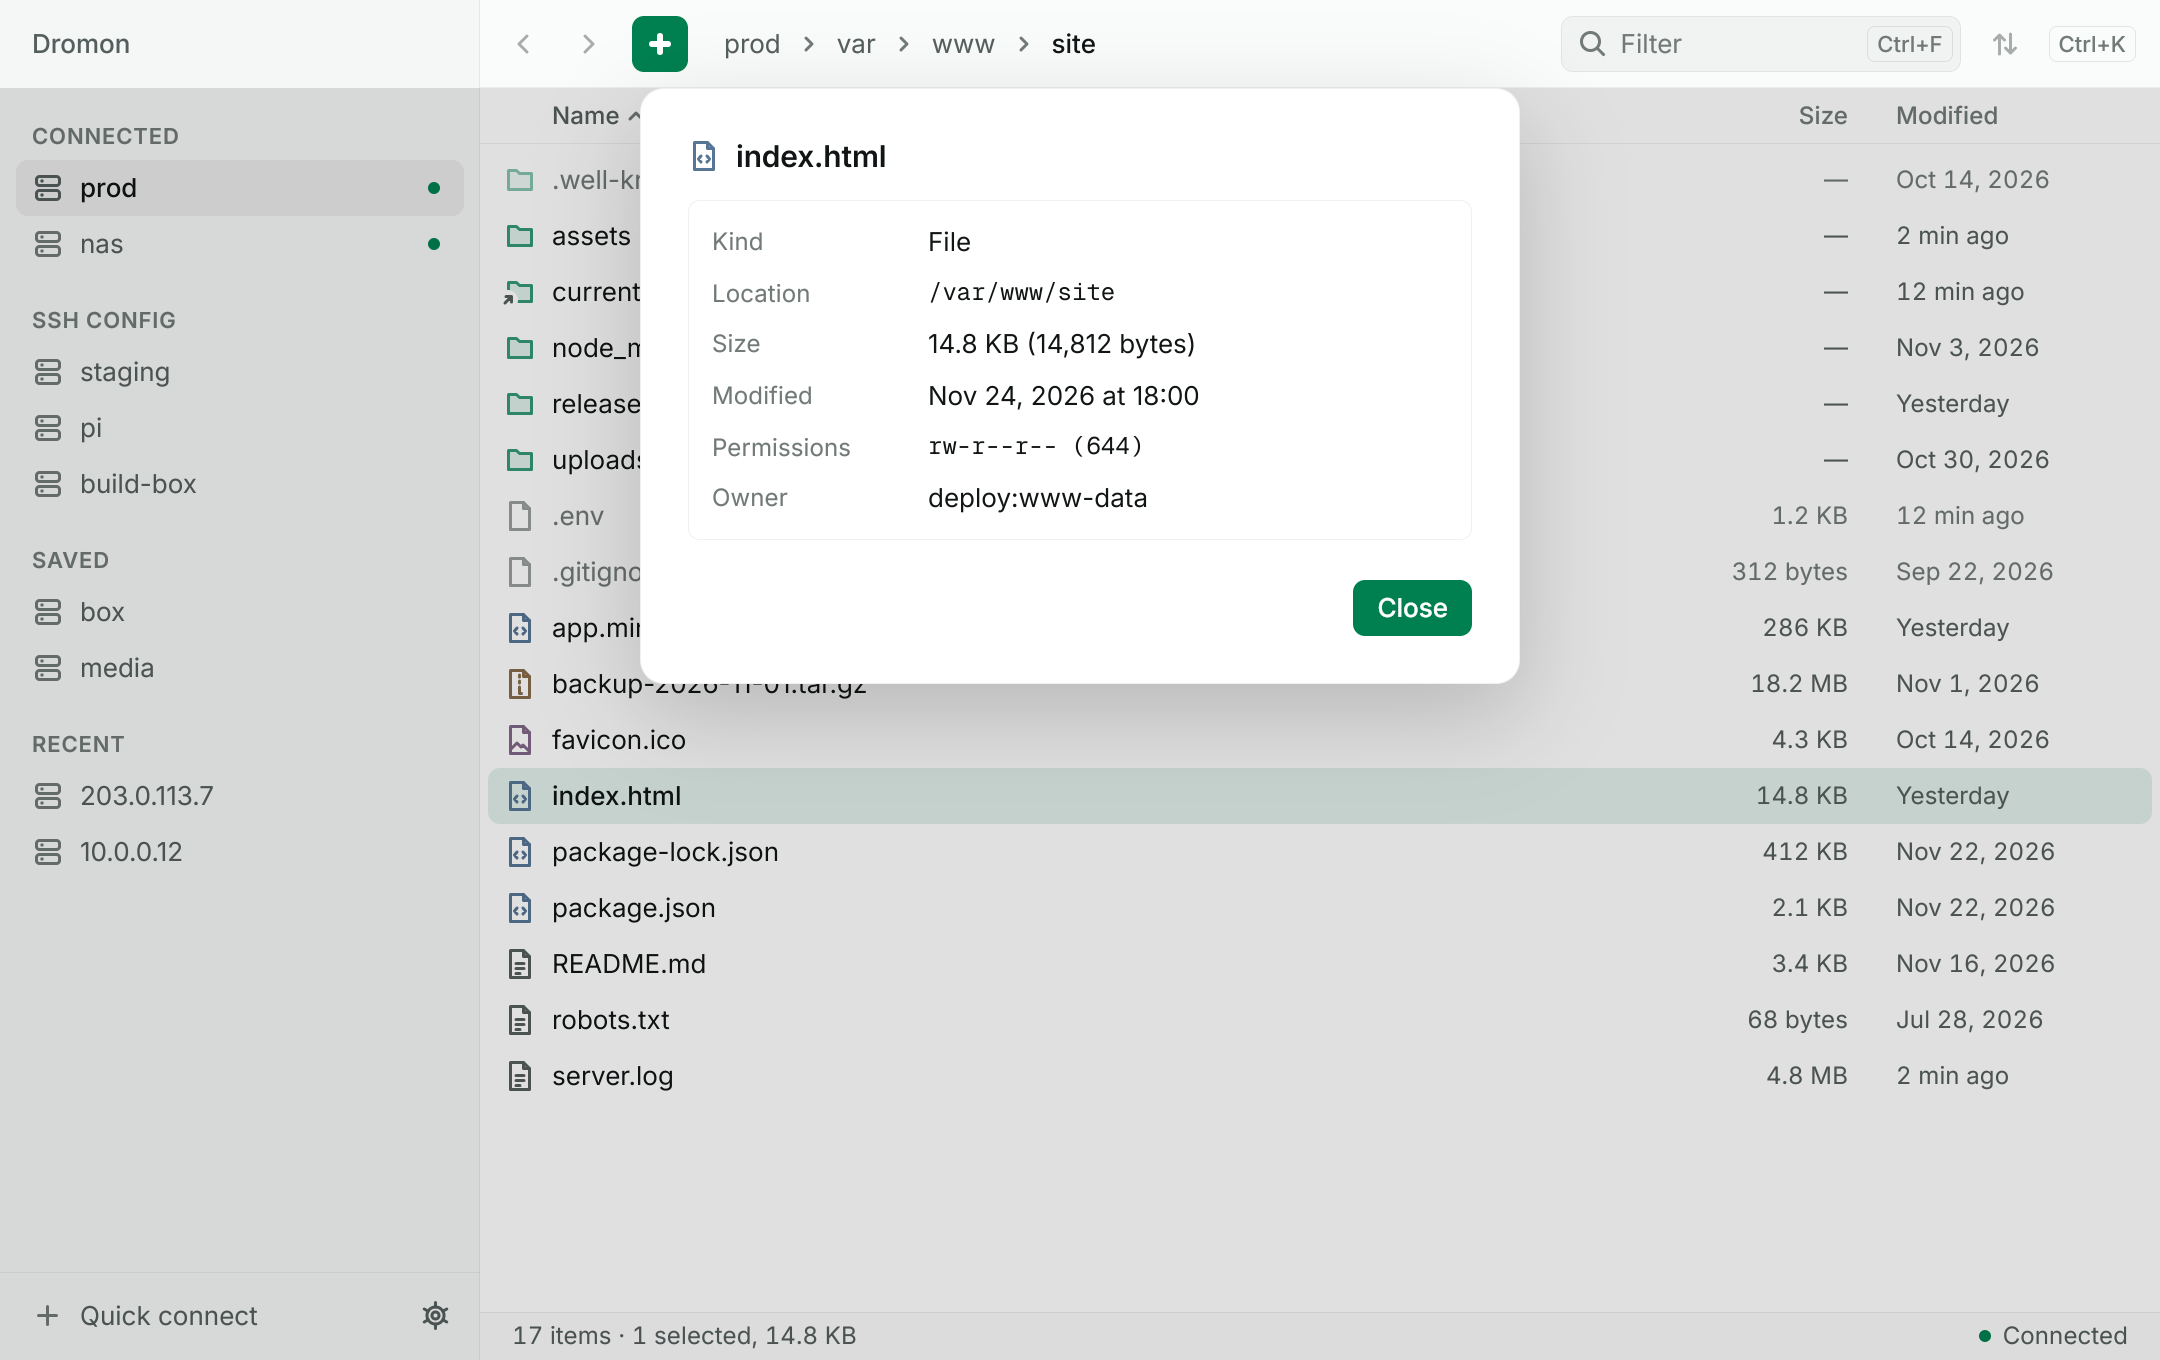 Dromon
prod > var > www > site
Filter
Ctrl+F
Ctrl+K
CONNECTED
prod
nas
SSH CONFIG
staging
pi
build-box
SAVED
box
media
RECENT
203.0.113.7
10.0.0.12
Quick connect
Name Size Modified
— Oct 14, 2026
assets — 2 min ago
current — 12 min ago
— Nov 3, 2026
— Yesterday
— Oct 30, 2026
.env 1.2 KB 12 min ago
312 bytes Sep 22, 2026
286 KB Yesterday
backup-2026-11-01.tar.gz 18.2 MB Nov 1, 2026
favicon.ico 4.3 KB Oct 14, 2026
index.html 14.8 KB Yesterday
package-lock.json 412 KB Nov 22, 2026
package.json 2.1 KB Nov 22, 2026
README.md 3.4 KB Nov 16, 2026
robots.txt 68 bytes Jul 28, 2026
server.log 4.8 MB 2 min ago
index.html
Kind File
Location /var/www/site
Size 14.8 KB (14,812 bytes)
Modified Nov 24, 2026 at 18:00
Permissions rw-r--r-- (644)
Owner deploy:www-data
Close
17 items · 1 selected, 14.8 KB
Connected